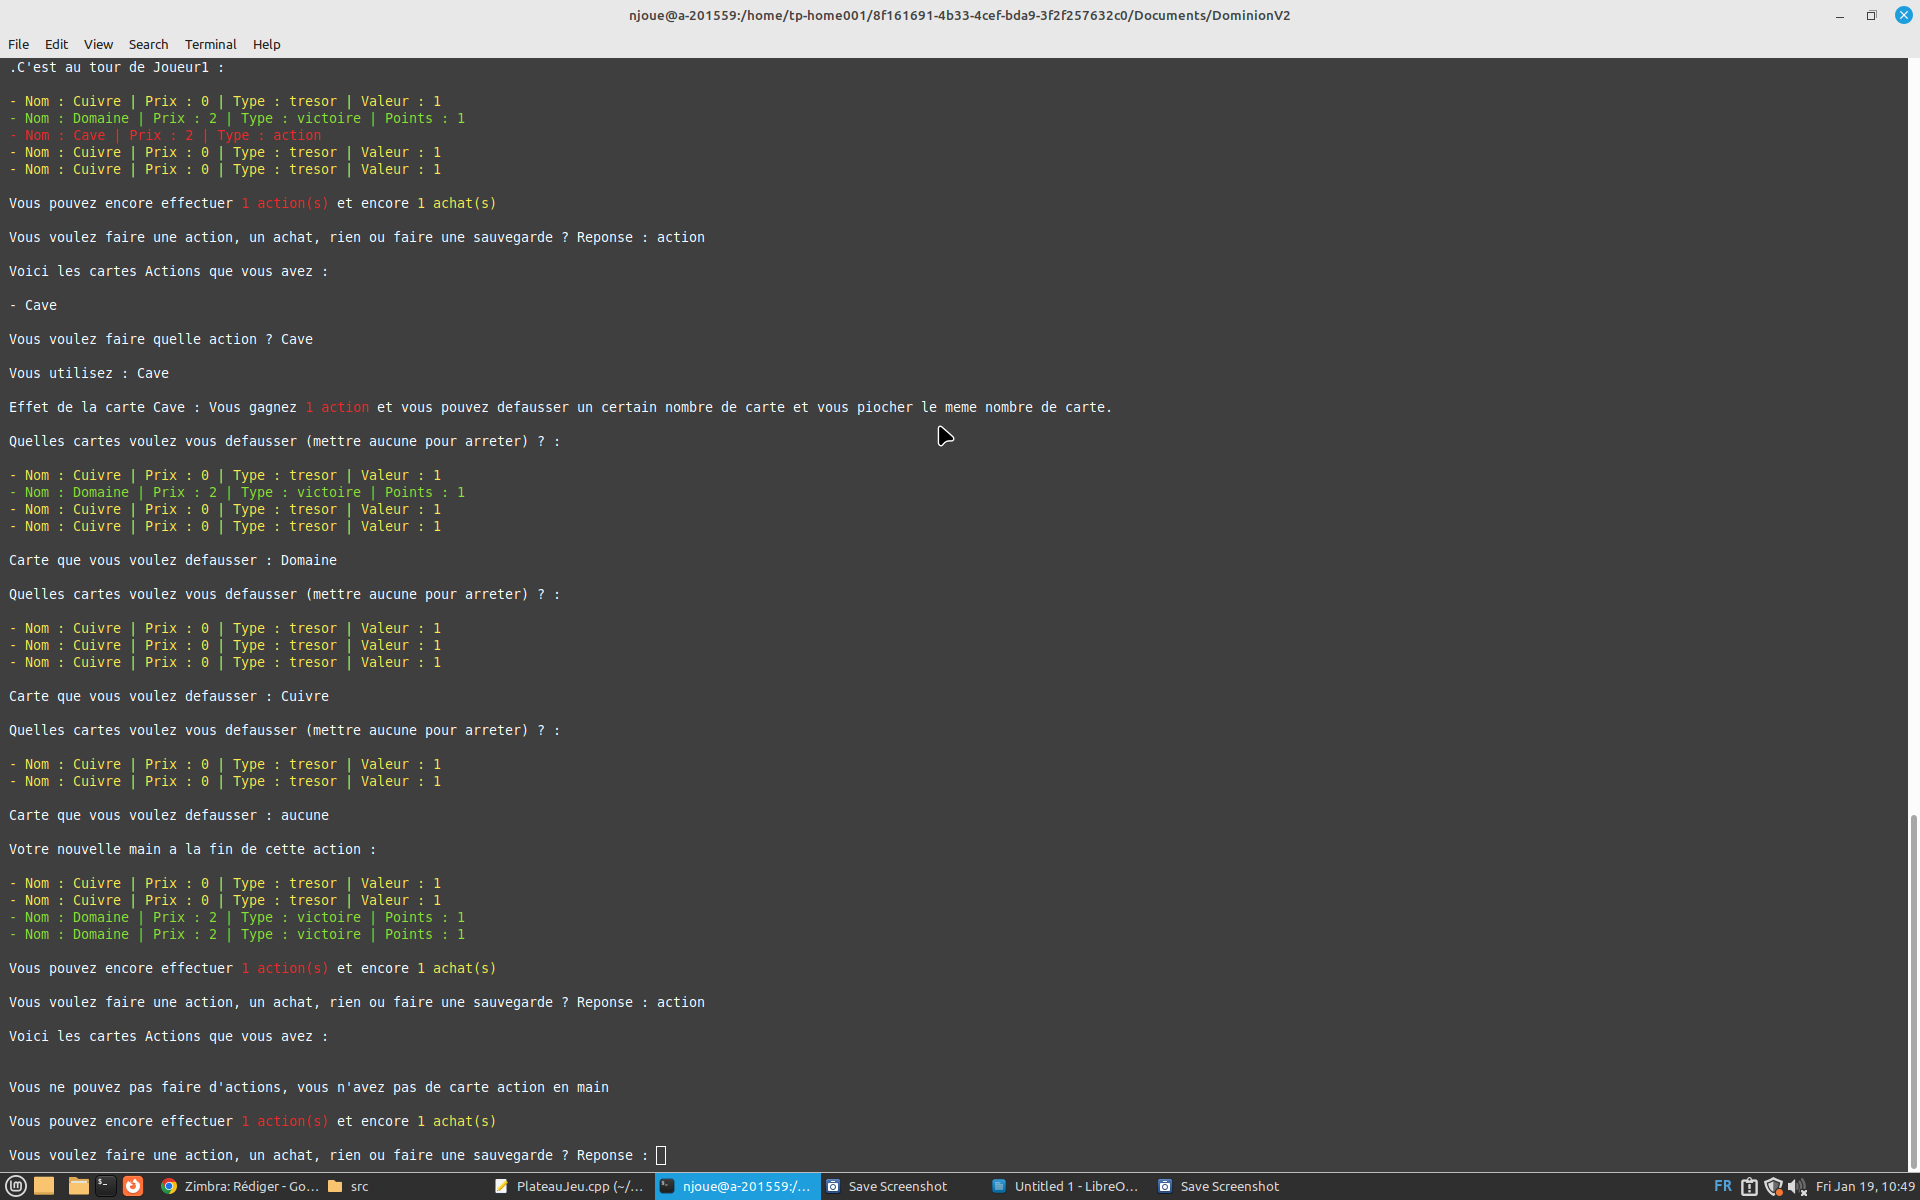 njoue@a-201559:/home/tp-home001/8f161691-4b33-4cef-bda9-3f2f257632c0/Documents/DominionV2
File Edit View Search Terminal Help
.C'est au tour de Joueur1 :
- Nom : Cuivre | Prix : 0 | Type : tresor | Valeur : 1
- Nom : Domaine | Prix : 2 | Type : victoire | Points : 1
- Nom : Cave | Prix : 2 | Type : action
- Nom : Cuivre | Prix : 0 | Type : tresor | Valeur : 1
- Nom : Cuivre | Prix : 0 | Type : tresor | Valeur : 1
Vous pouvez encore effectuer 1 action(s) et encore 1 achat(s)
Vous voulez faire une action, un achat, rien ou faire une sauvegarde ? Reponse : action
Voici les cartes Actions que vous avez :
- Cave
Vous voulez faire quelle action ? Cave
Vous utilisez : Cave
Effet de la carte Cave : Vous gagnez 1 action et vous pouvez defausser un certain nombre de carte et vous piocher le meme nombre de carte.
Quelles cartes voulez vous defausser (mettre aucune pour arreter) ? :
- Nom : Cuivre | Prix : 0 | Type : tresor | Valeur : 1
- Nom : Domaine | Prix : 2 | Type : victoire | Points : 1
- Nom : Cuivre | Prix : 0 | Type : tresor | Valeur : 1
- Nom : Cuivre | Prix : 0 | Type : tresor | Valeur : 1
Carte que vous voulez defausser : Domaine
Quelles cartes voulez vous defausser (mettre aucune pour arreter) ? :
- Nom : Cuivre | Prix : 0 | Type : tresor | Valeur : 1
- Nom : Cuivre | Prix : 0 | Type : tresor | Valeur : 1
- Nom : Cuivre | Prix : 0 | Type : tresor | Valeur : 1
Carte que vous voulez defausser : Cuivre
Quelles cartes voulez vous defausser (mettre aucune pour arreter) ? :
- Nom : Cuivre | Prix : 0 | Type : tresor | Valeur : 1
- Nom : Cuivre | Prix : 0 | Type : tresor | Valeur : 1
Carte que vous voulez defausser : aucune
Votre nouvelle main a la fin de cette action :
- Nom : Cuivre | Prix : 0 | Type : tresor | Valeur : 1
- Nom : Cuivre | Prix : 0 | Type : tresor | Valeur : 1
- Nom : Domaine | Prix : 2 | Type : victoire | Points : 1
- Nom : Domaine | Prix : 2 | Type : victoire | Points : 1
Vous pouvez encore effectuer 1 action(s) et encore 1 achat(s)
Vous voulez faire une action, un achat, rien ou faire une sauvegarde ? Reponse : action
Voici les cartes Actions que vous avez :
Vous ne pouvez pas faire d'actions, vous n'avez pas de carte action en main
Vous pouvez encore effectuer 1 action(s) et encore 1 achat(s)
Vous voulez faire une action, un achat, rien ou faire une sauvegarde ? Reponse :
Zimbra: Rédiger - Go... src PlateauJeu.cpp (~/... njoue@a-201559:/... Save Screenshot Untitled 1 - LibreO... Save Screenshot FR Fri Jan 19, 10:49